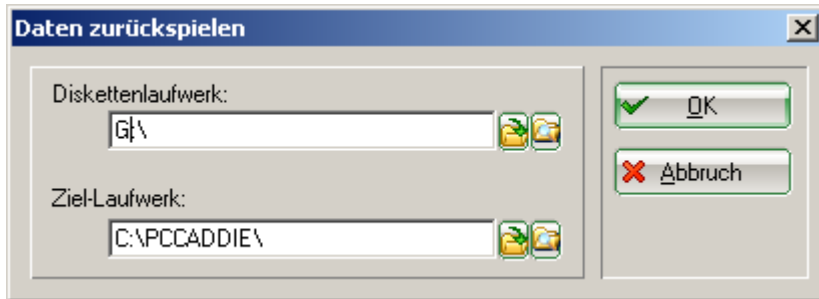 Daten zurückspielen
Diskettenlaufwerk:
G:\
Ziel-Laufwerk:
C:\PCCADDIE\
OK
Abbruch